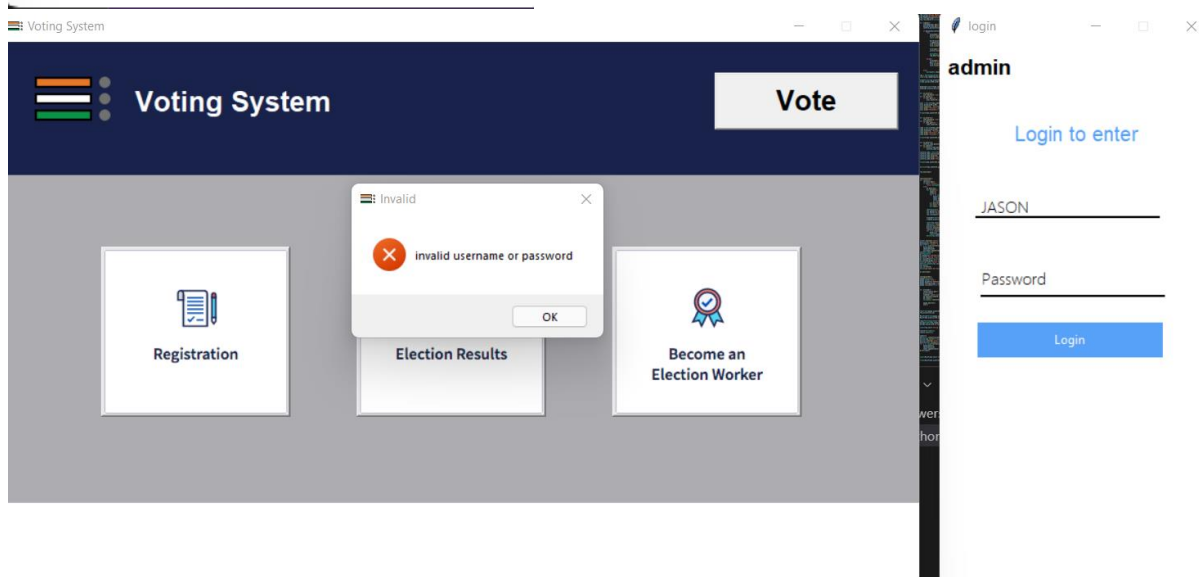 Voting System
Voting System
Vote
Invalid
invalid username or password
OK
Registration
Election Results
Become an
Election Worker
login
admin
Login to enter
JASON
Password
Login